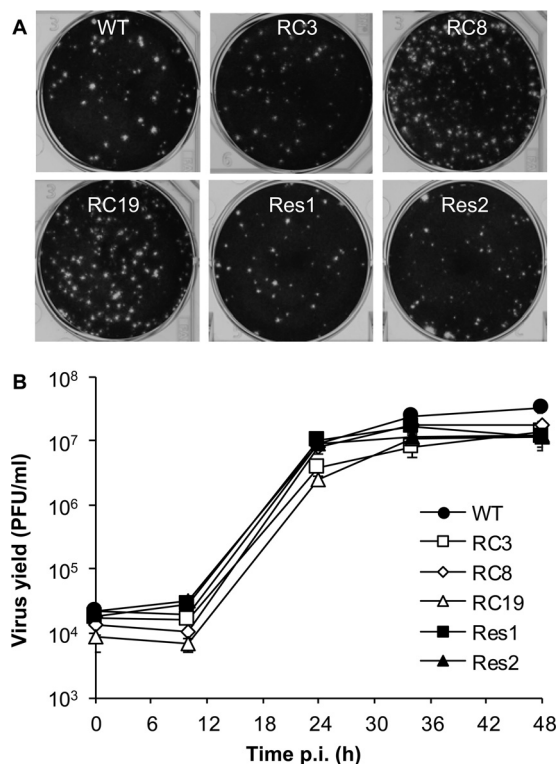 A
WT
RC3
RC8
RC19
Res1
Res2
B
10⁸
10⁷
10⁶
10⁵
10⁴
10³
Virus yield (PFU/ml)
WT
RC3
RC8
RC19
Res1
Res2
0 6 12 18 24 30 36 42 48
Time p.i. (h)